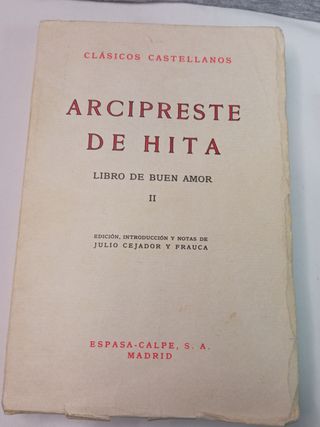 CLÁSICOS CASTELLANOS
ARCIPRESTE
DE HITA
LIBRO DE BUEN AMOR
II
EDICIÓN, INTRODUCCIÓN Y NOTAS DE
JULIO CEJADOR Y FRAUCA
ESPASA-CALPE, S. A.
MADRID